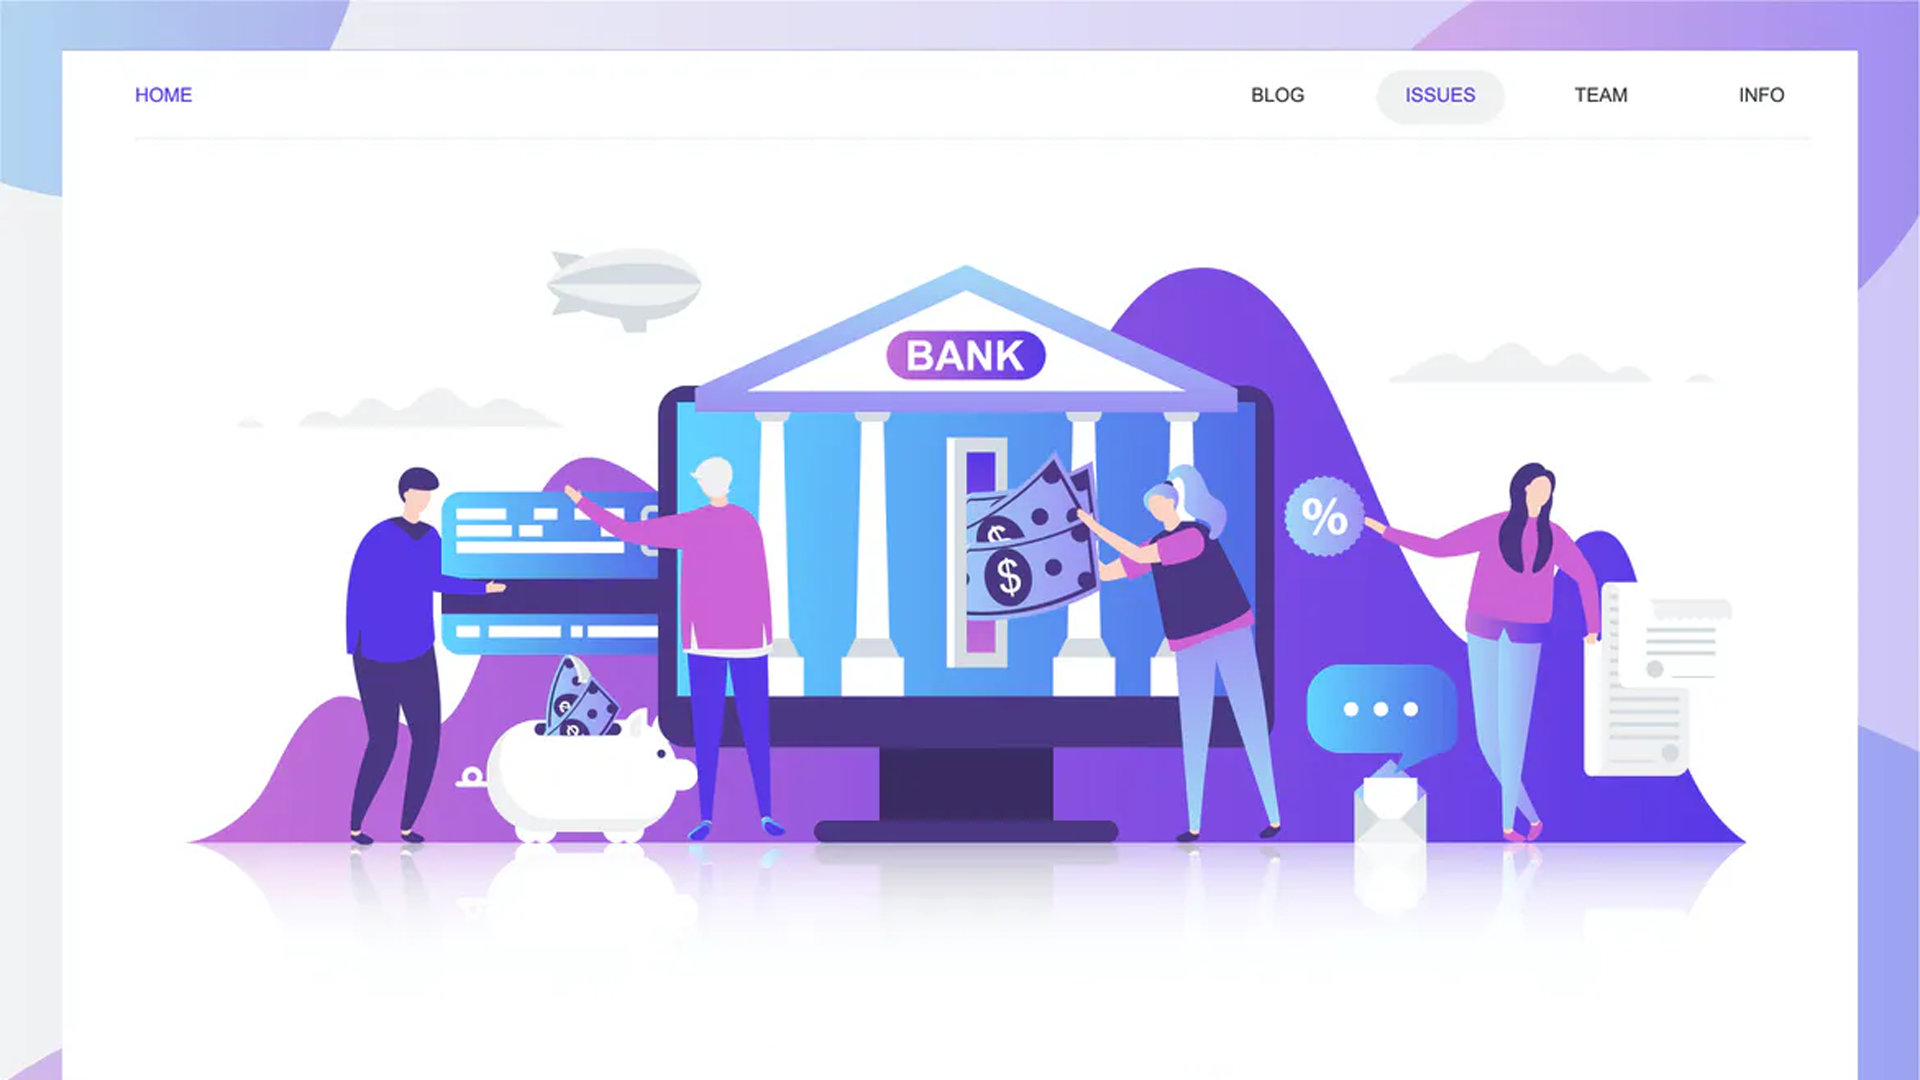 HOME
BLOG
ISSUES
TEAM
INFO
BANK
%
$
$
$
$